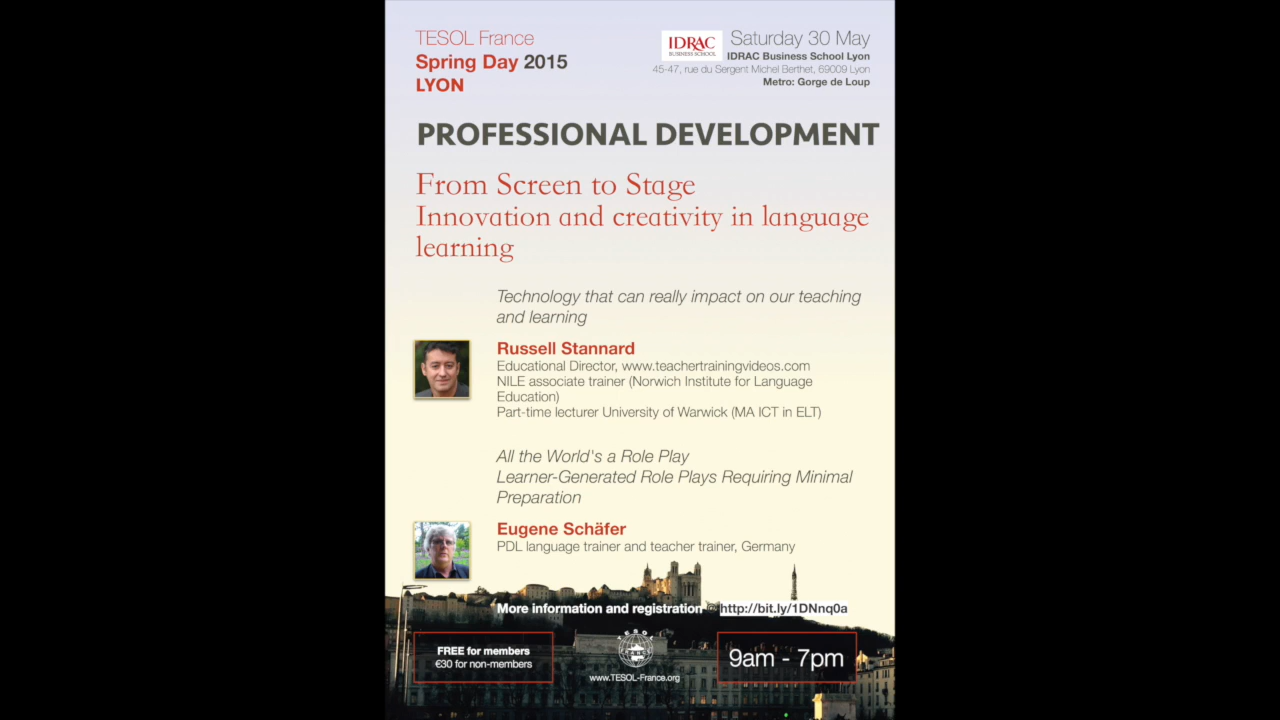 TESOL France
Spring Day 2015
LYON
IDRAC
BUSINESS SCHOOL
Saturday 30 May
IDRAC Business School Lyon
45-47, rue du Sergent Michel Berthet, 69009 Lyon
Metro: Gorge de Loup
PROFESSIONAL DEVELOPMENT
From Screen to Stage
Innovation and creativity in language
learning
Technology that can really impact on our teaching
and learning
Russell Stannard
Educational Director, www.teachertrainingvideos.com
NILE associate trainer (Norwich Institute for Language
Education)
Part-time lecturer University of Warwick (MA ICT in ELT)
All the World's a Role Play
Learner-Generated Role Plays Requiring Minimal
Preparation
Eugene Schäfer
PDL language trainer and teacher trainer, Germany
More information and registration @ http://bit.ly/1DNnq0a
FREE for members
€30 for non-members
TESOL
FRANCE
www.TESOL-France.org
9am - 7pm